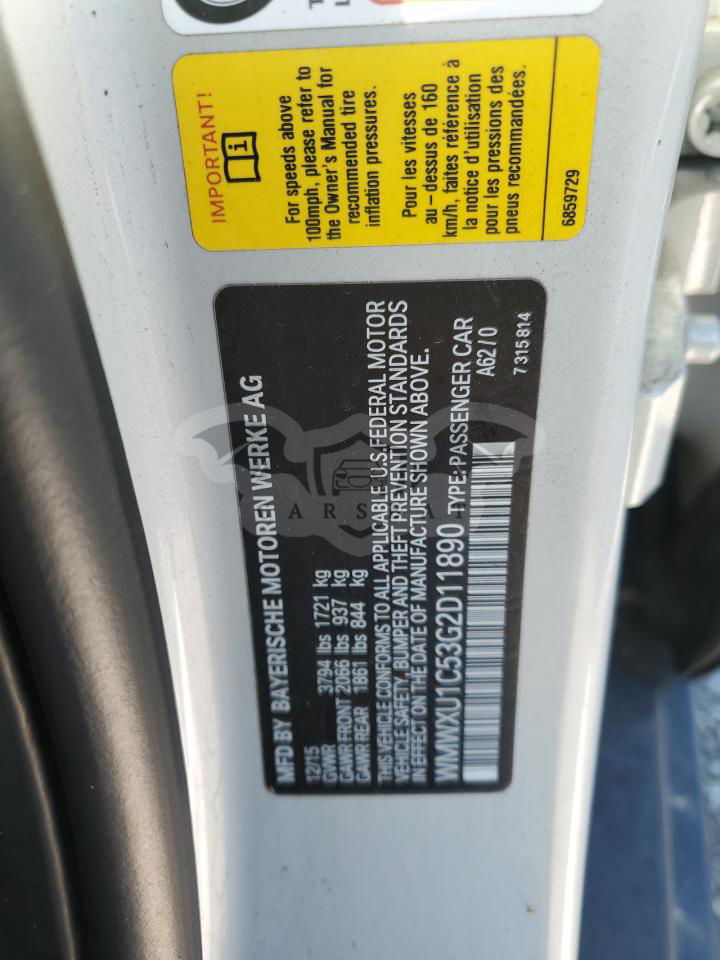 IMPORTANT!
For speeds above
100mph, please refer to
the Owner's Manual for
recommended tire
inflation pressures.
Pour les vitesses
au-dessus de 160
km/h, faites référence à
la notice d'utilisation
pour les pressions des
pneus recommandées.
6859729
MFD BY BAYERISCHE MOTOREN WERKE AG
12/15
GVWR 3794 lbs 1721 kg
GAWR FRONT 2066 lbs 937 kg
GAWR REAR 1861 lbs 844 kg
THIS VEHICLE CONFORMS TO ALL APPLICABLE U.S. FEDERAL MOTOR
VEHICLE SAFETY, BUMPER AND THEFT PREVENTION STANDARDS
IN EFFECT ON THE DATE OF MANUFACTURE SHOWN ABOVE.
WMWXU1C53G2D11890 TYPE: PASSENGER CAR
A62/0
7315814